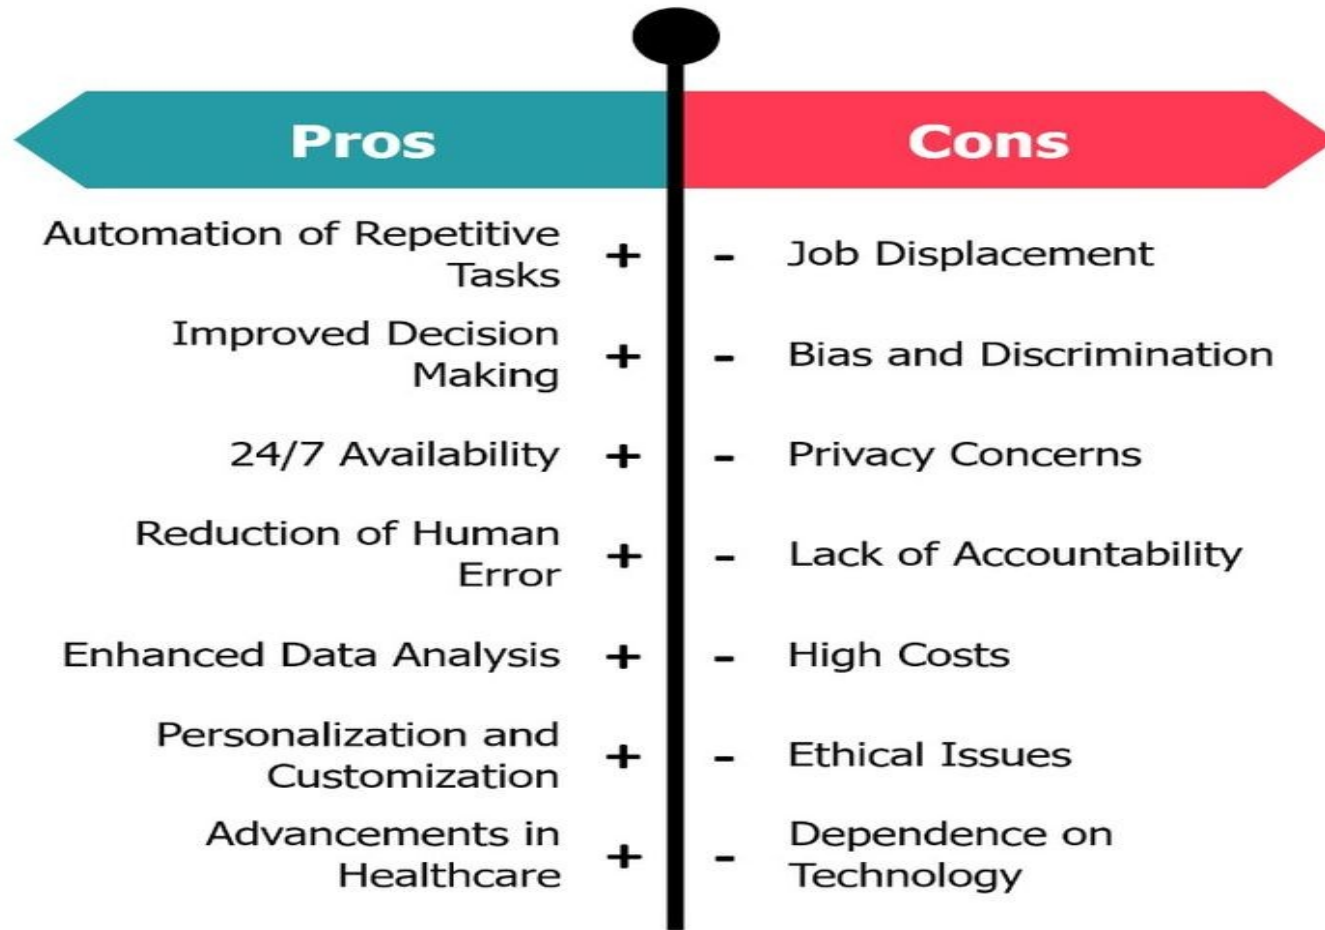 Pros
Cons
Automation of Repetitive
Tasks
+
-
Job Displacement
Improved Decision
Making
+
-
Bias and Discrimination
24/7 Availability
+
-
Privacy Concerns
Reduction of Human
Error
+
-
Lack of Accountability
Enhanced Data Analysis
+
-
High Costs
Personalization and
Customization
+
-
Ethical Issues
Advancements in
Healthcare
+
-
Dependence on
Technology